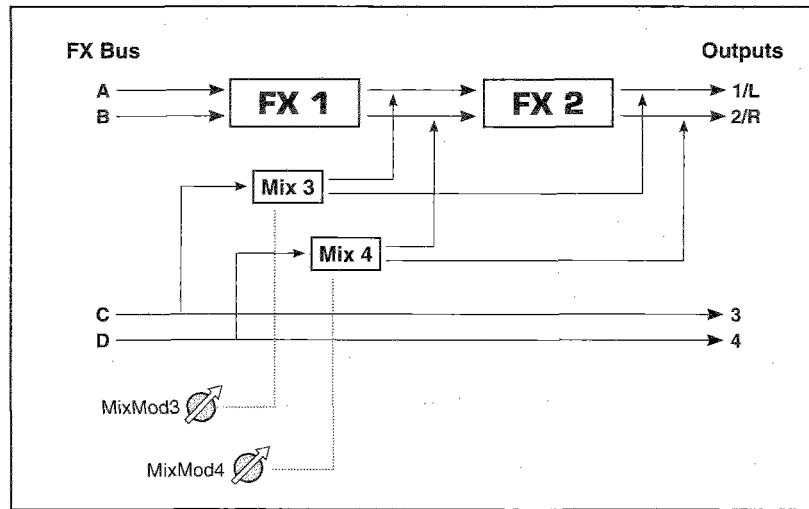 FX Bus
Outputs
A
FX 1
FX 2
1/L
B
2/R
Mix 3
Mix 4
C
3
D
4
MixMod3
MixMod4